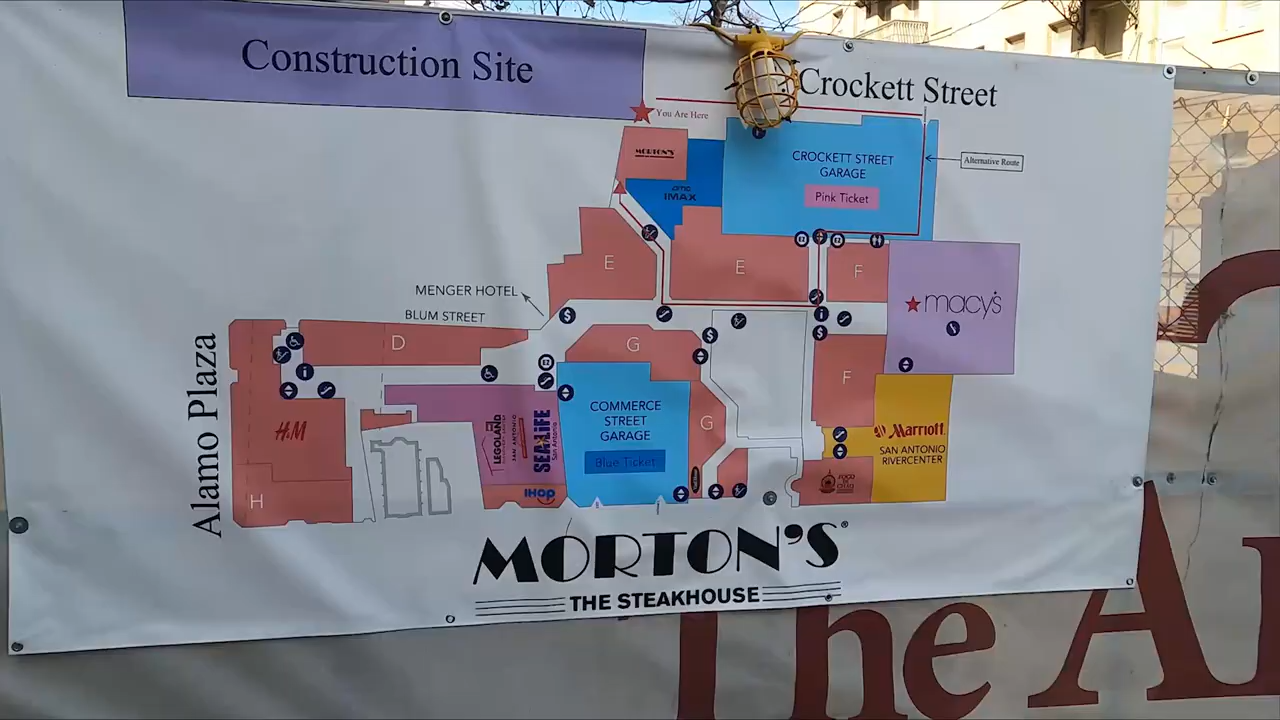 Construction Site
Crockett Street
You Are Here
MORTON'S
CROCKETT STREET
GARAGE
Alternative Route
IMAX
Pink Ticket
E
E
F
MENGER HOTEL
BLUM STREET
macy's
Alamo Plaza
D
G
F
COMMERCE
STREET
GARAGE
Blue Ticket
G
LEGOLAND
SAN ANTONIO
SEA LIFE
San Antonio
H&M
Marriott
SAN ANTONIO
RIVERCENTER
H
IHOP
MORTON'S
THE STEAKHOUSE
The